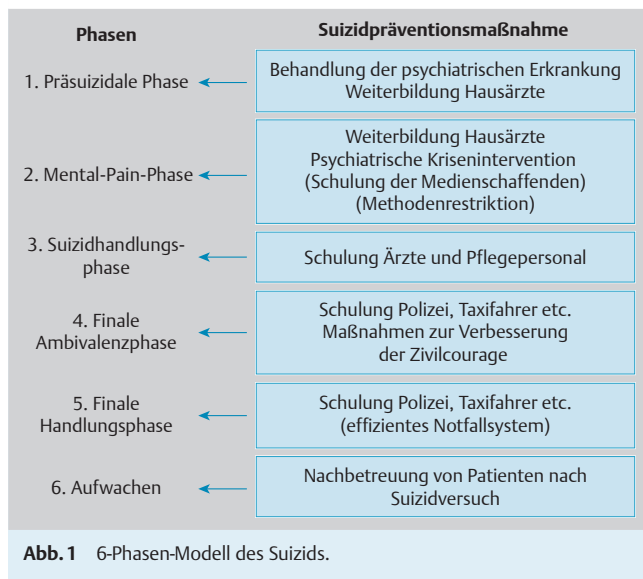 Phasen
Suizidpräventionsmaßnahme
1. Präsuizidale Phase
Behandlung der psychiatrischen Erkrankung
Weiterbildung Hausärzte
2. Mental-Pain-Phase
Weiterbildung Hausärzte
Psychiatrische Krisenintervention
(Schulung der Medienschaffenden)
(Methodenrestriktion)
3. Suizidhandlungs-
phase
Schulung Ärzte und Pflegepersonal
4. Finale
Ambivalenzphase
Schulung Polizei, Taxifahrer etc.
Maßnahmen zur Verbesserung
der Zivilcourage
5. Finale
Handlungsphase
Schulung Polizei, Taxifahrer etc.
(effizientes Notfallsystem)
6. Aufwachen
Nachbetreuung von Patienten nach
Suizidversuch
Abb. 1 6-Phasen-Modell des Suizids.